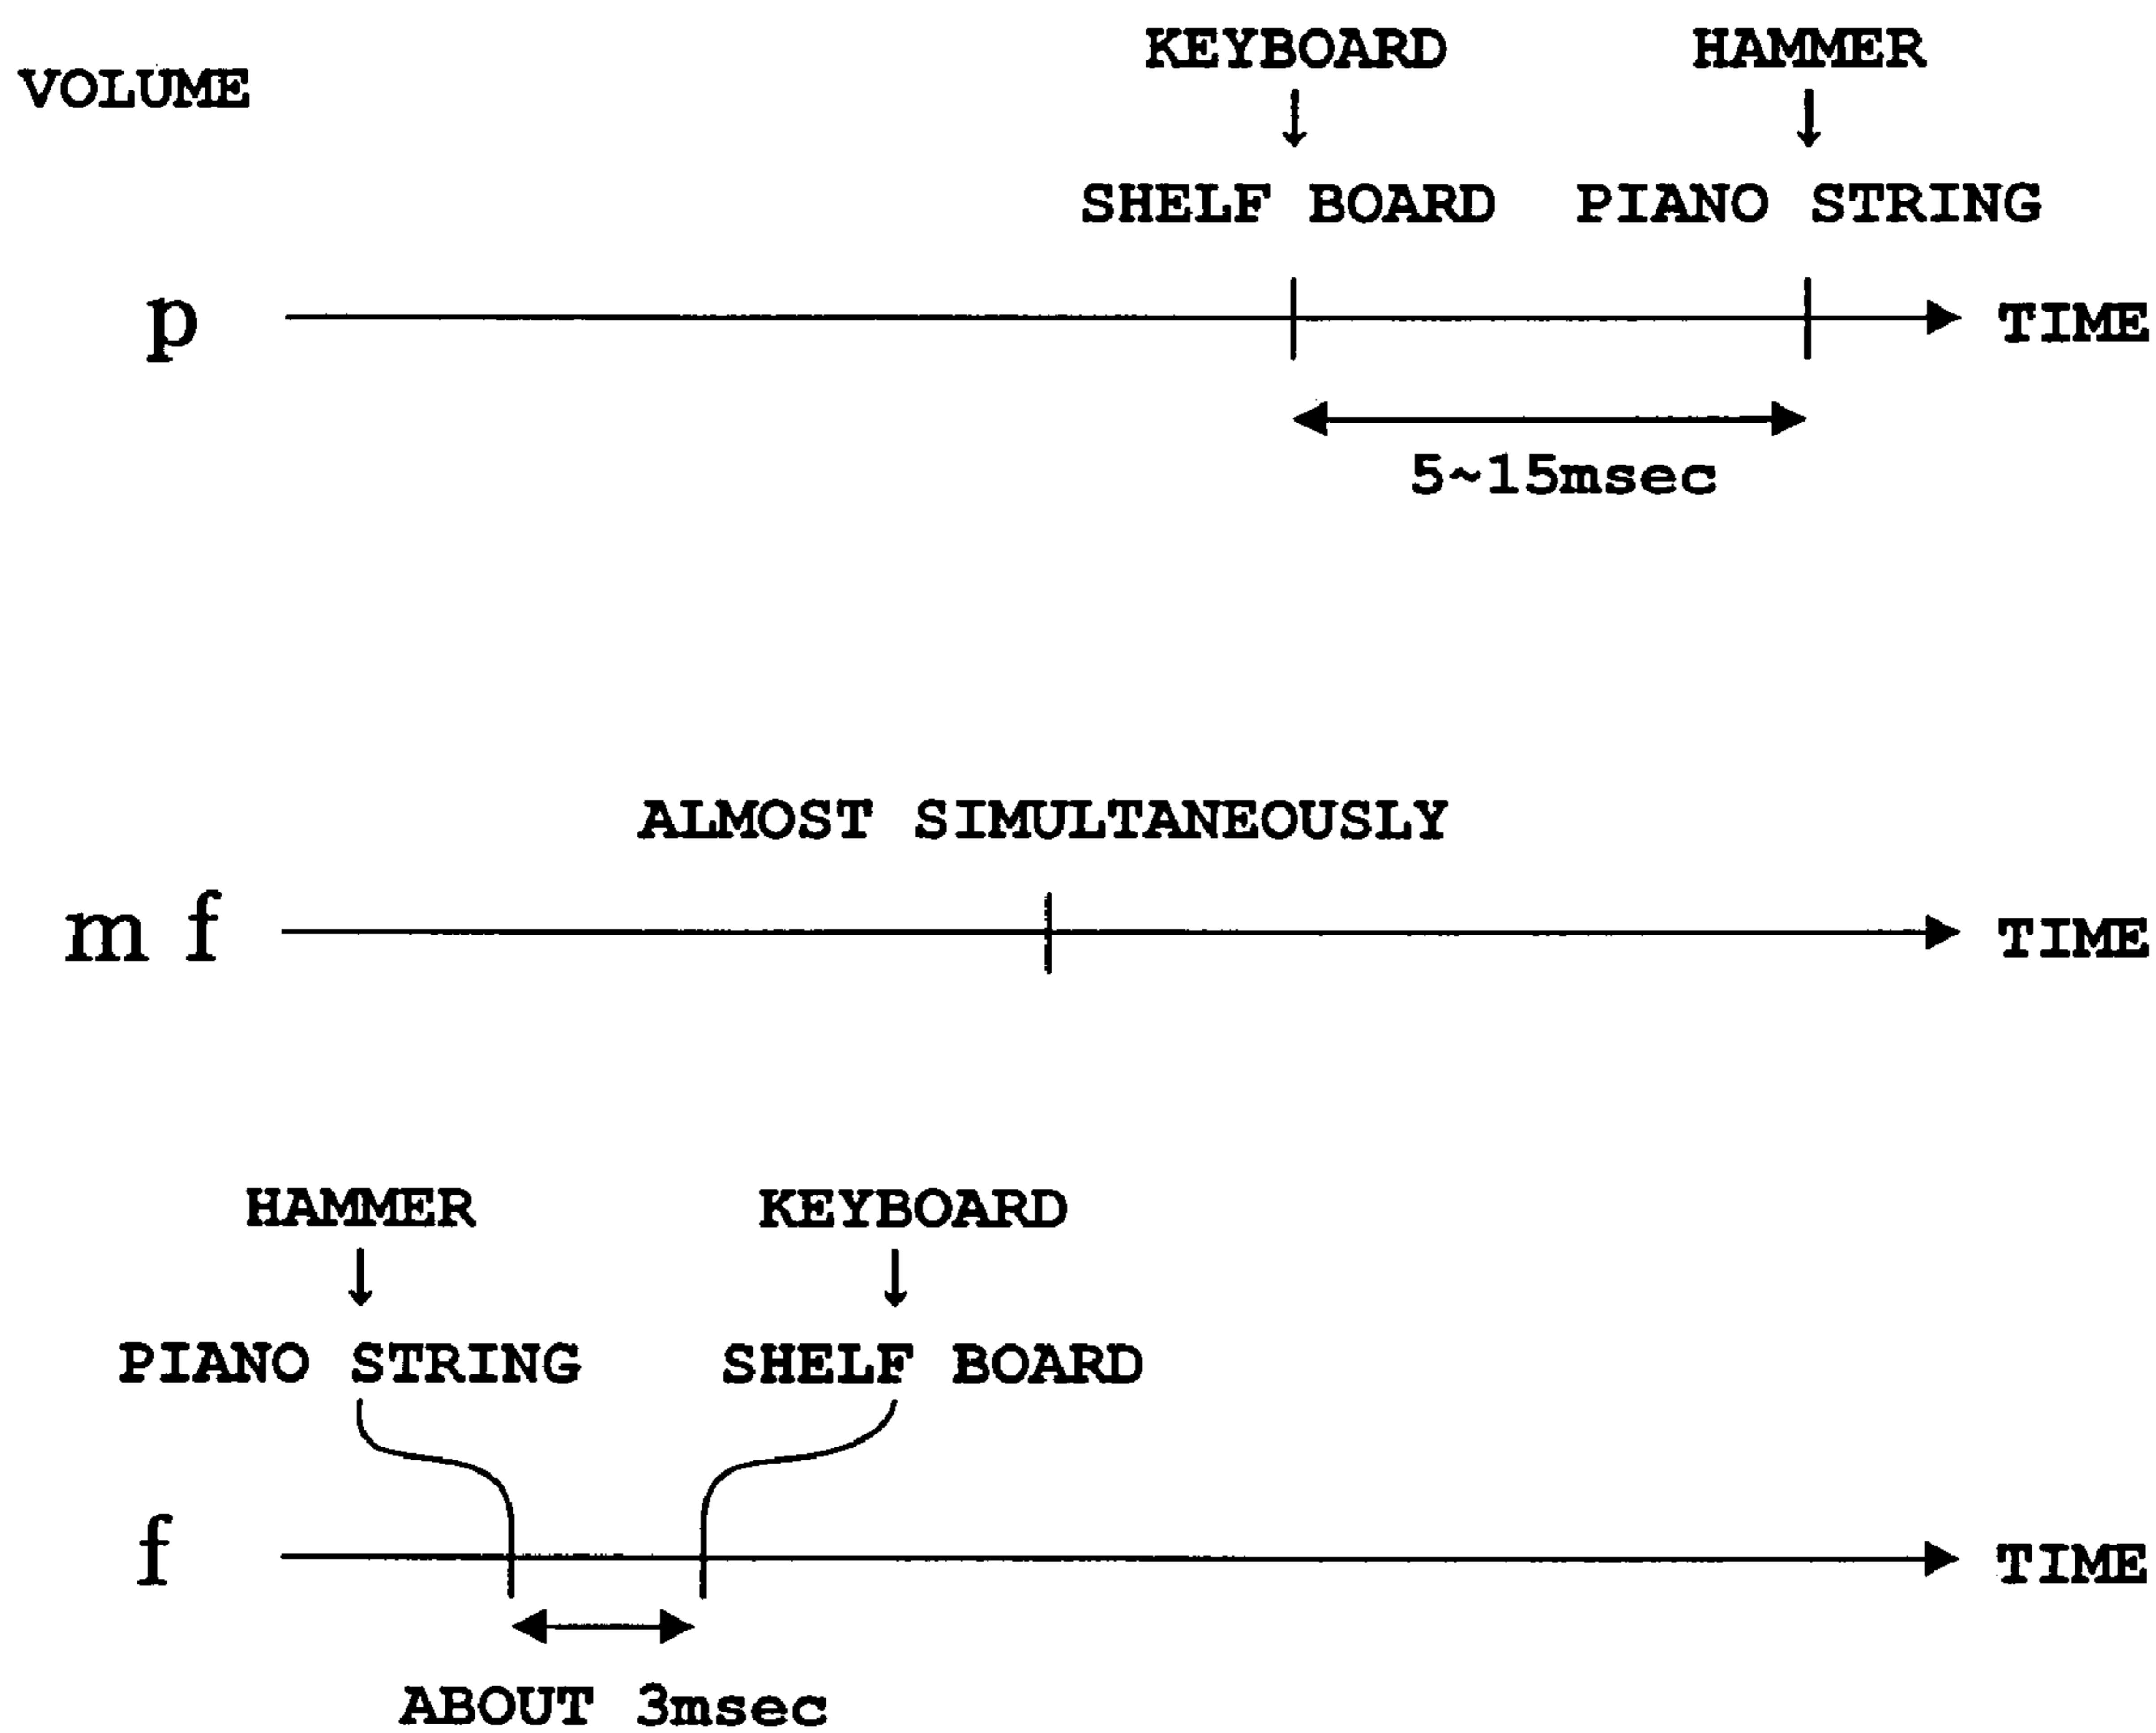 VOLUME
KEYBOARD HAMMER
↓ ↓
SHELF BOARD PIANO STRING
p TIME
5~15msec
ALMOST SIMULTANEOUSLY
m f TIME
HAMMER KEYBOARD
↓ ↓
PIANO STRING SHELF BOARD
f TIME
ABOUT 3msec